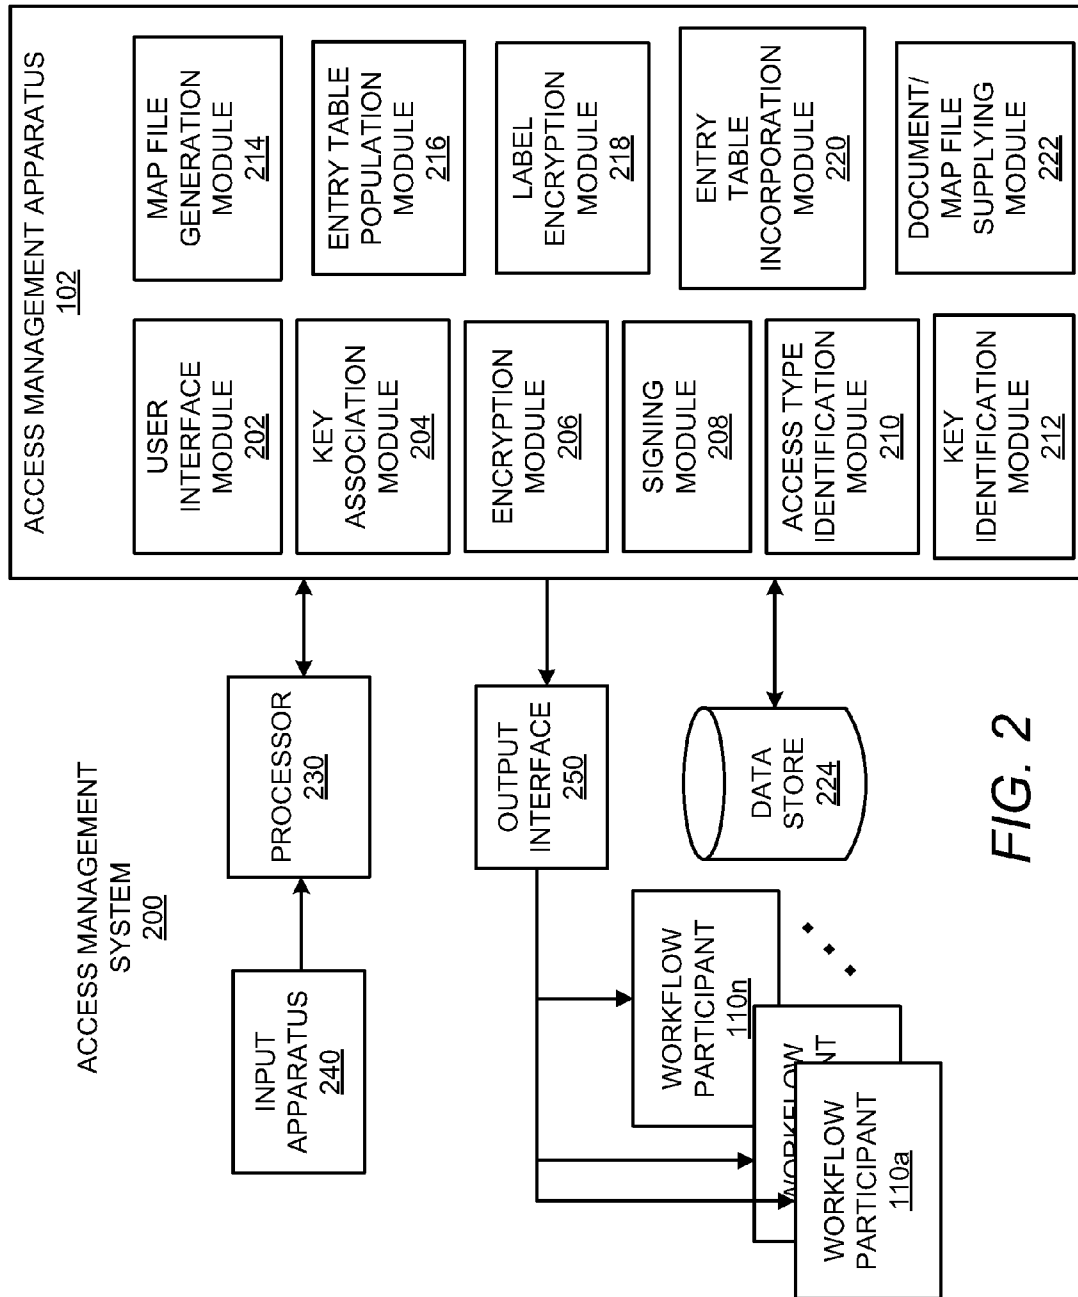 ACCESS MANAGEMENT
SYSTEM
200
INPUT
APPARATUS
240
PROCESSOR
230
ACCESS MANAGEMENT APPARATUS
102
USER
INTERFACE
MODULE
202
KEY
ASSOCIATION
MODULE
204
ENCRYPTION
MODULE
206
SIGNING
MODULE
208
ACCESS TYPE
IDENTIFICATION
MODULE
210
KEY
IDENTIFICATION
MODULE
212
MAP FILE
GENERATION
MODULE
214
ENTRY TABLE
POPULATION
MODULE
216
LABEL
ENCRYPTION
MODULE
218
ENTRY
TABLE
INCORPORATION
MODULE
220
DOCUMENT/
MAP FILE
SUPPLYING
MODULE
222
OUTPUT
INTERFACE
250
DATA
STORE
224
WORKFLOW
PARTICIPANT
110n
WORKFLOW
WORKFLOW
PARTICIPANT
110a
FIG. 2